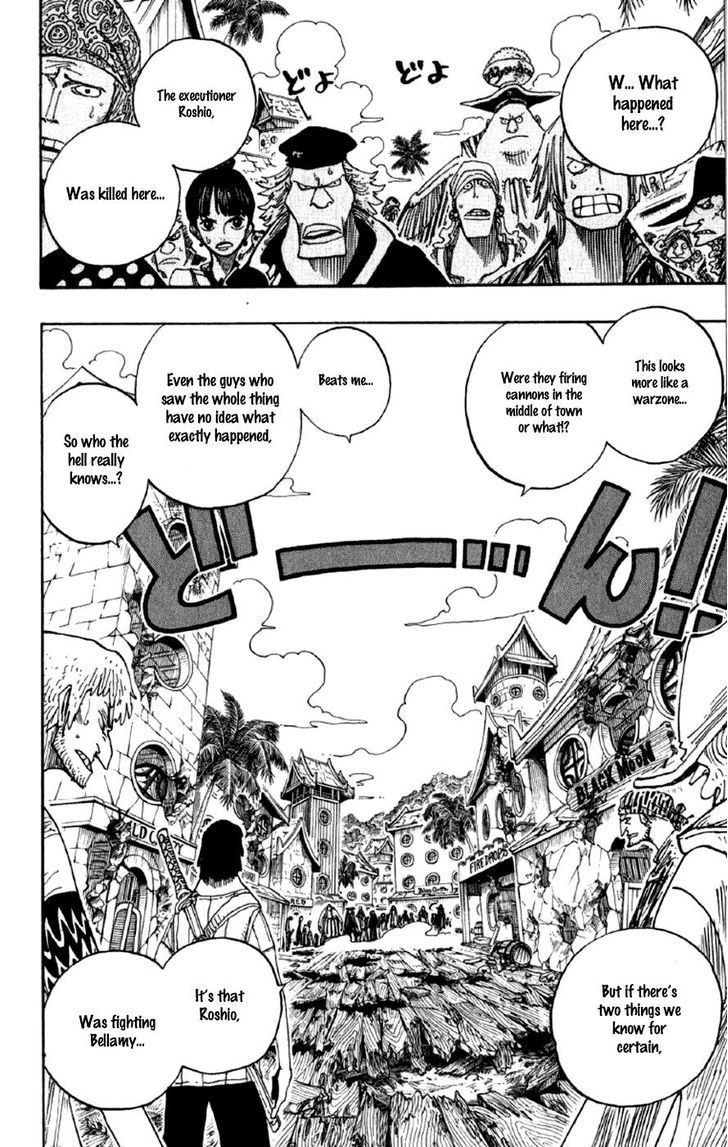 W... What
happened
here...?
どよ
どよ
The executioner
Roshio,
Was killed here...
This looks
more like a
warzone...
Were they firing
cannons in the
middle of town
or what!?
Beats me...
Even the guys who
saw the whole thing
have no idea what
exactly happened,
So who the
hell really
knows...?
どーん!!
BLACK MOON
FIRE DROPS
But if there's
two things we
know for
certain,
It's that
Roshio,
Was fighting
Bellamy...